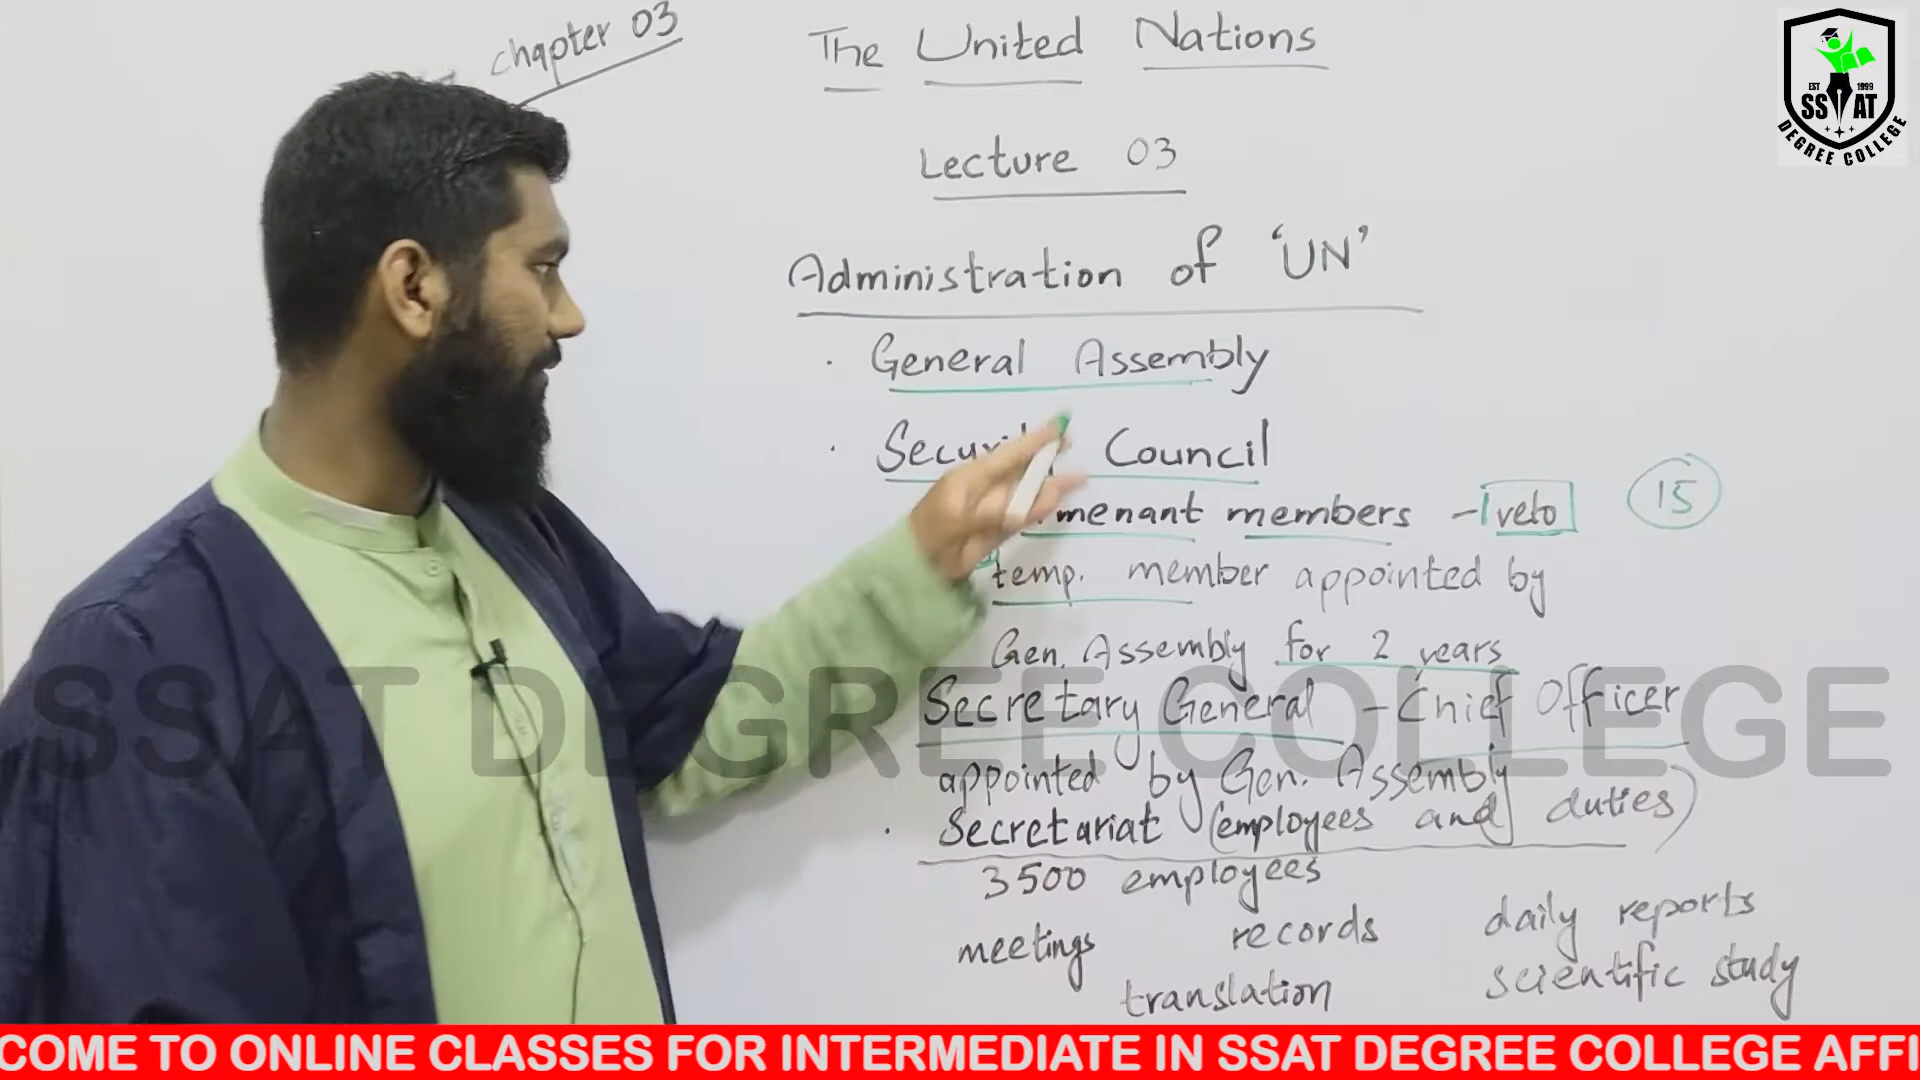 chapter 03
The United Nations
Lecture 03
Administration of 'UN'
· General Assembly
· Council
members - veto
15
temp. member appointed by
Gen. Assembly for 2 years
Secretary General - Chief Officer
appointed by Gen. Assembly
· Secretariat (employees and duties)
3500 employees
meetings records daily reports
translation scientific study
EST 1999
SSAT
DEGREE COLLEGE
SSAT DEGREE COLLEGE
COME TO ONLINE CLASSES FOR INTERMEDIATE IN SSAT DEGREE COLLEGE AFFI